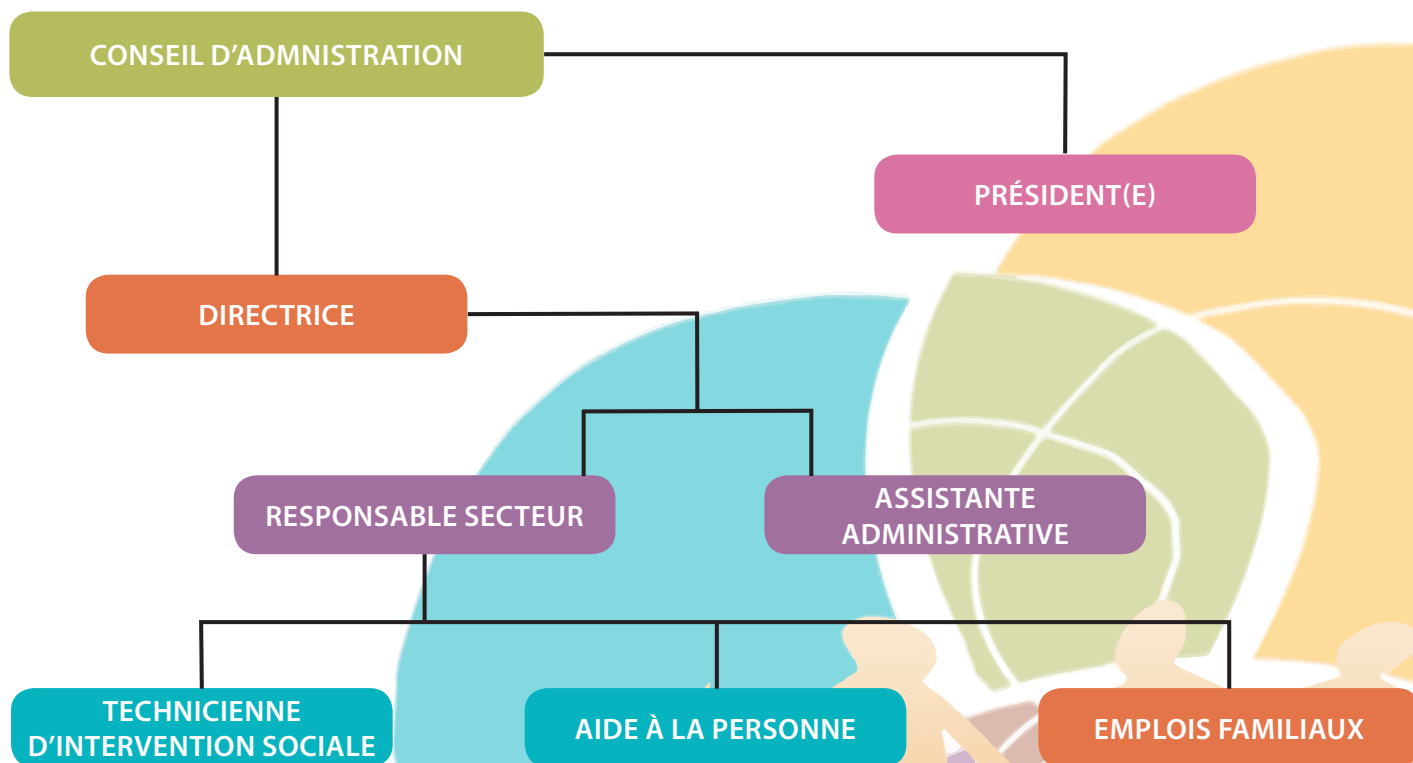 CONSEIL D’ADMNISTRATION
PRÉSIDENT(E)
DIRECTRICE
RESPONSABLE SECTEUR
ASSISTANTE
ADMINISTRATIVE
TECHNICIENNE
D’INTERVENTION SOCIALE
AIDE À LA PERSONNE
EMPLOIS FAMILIAUX